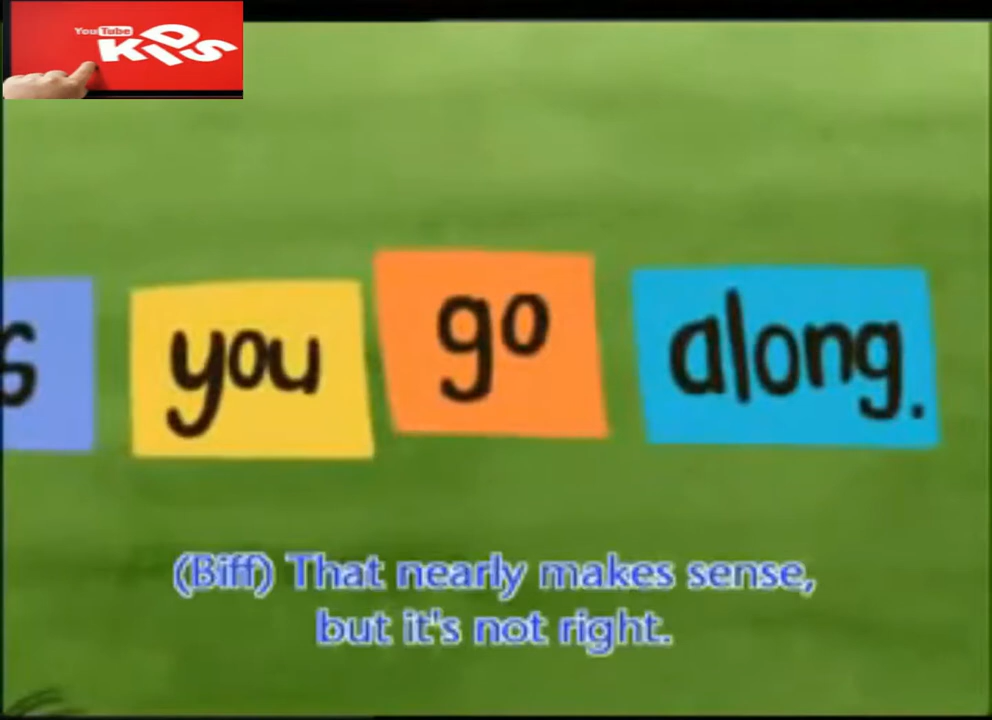 YouTube
KIDS
s you go along.
(Biff) That nearly makes sense,
but it's not right.